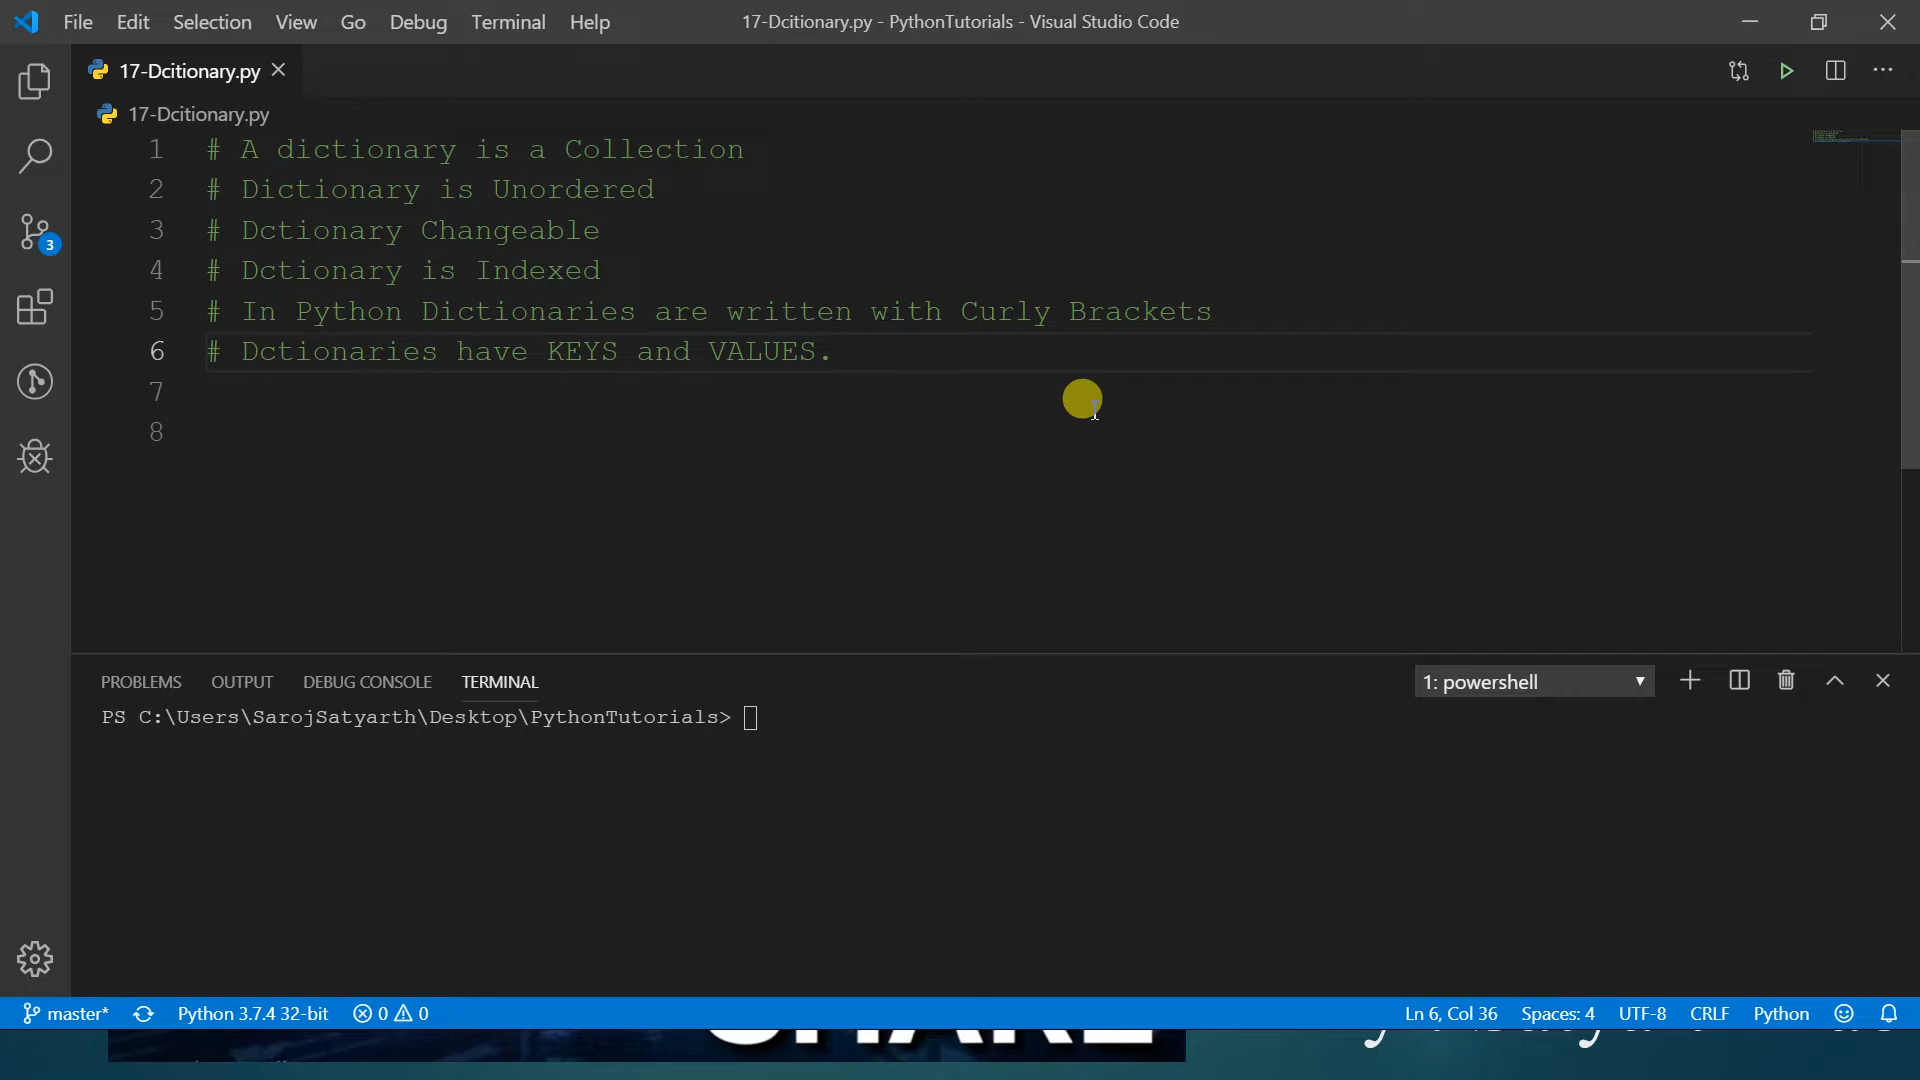 File Edit Selection View Go Debug Terminal Help 17-Dcitionary.py - PythonTutorials - Visual Studio Code
17-Dcitionary.py
17-Dcitionary.py
1 # A dictionary is a Collection
2 # Dictionary is Unordered
3 # Dctionary Changeable
3
4 # Dctionary is Indexed
5 # In Python Dictionaries are written with Curly Brackets
6 # Dctionaries have KEYS and VALUES.
7
8
PROBLEMS OUTPUT DEBUG CONSOLE TERMINAL 1: powershell
PS C:\Users\SarojSatyarth\Desktop\PythonTutorials>
master* Python 3.7.4 32-bit 0 0 Ln 6, Col 36 Spaces: 4 UTF-8 CRLF Python
SHARE